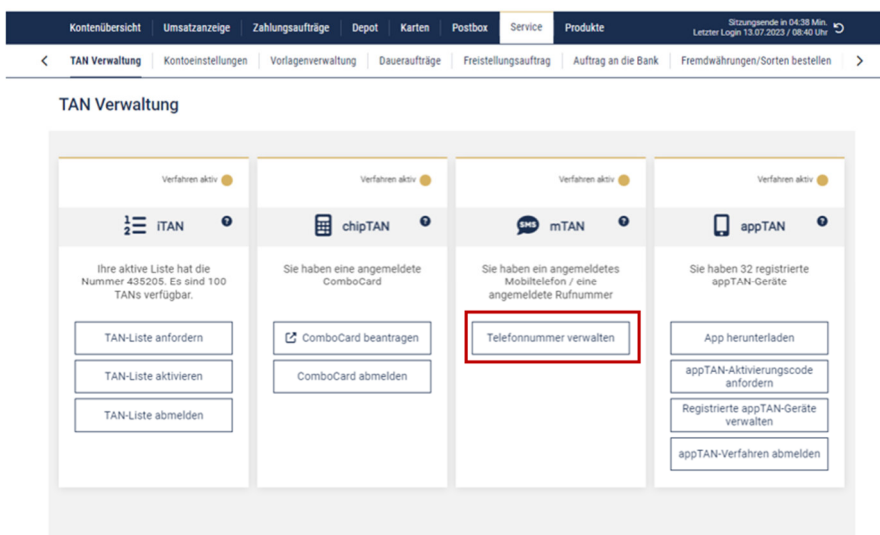 Kontenübersicht Umsatzanzeige Zahlungsaufträge Depot Karten Postbox Service Produkte
Sitzungsende in 04:38 Min.
Letzter Login 13.07.2023 / 08:40 Uhr
TAN Verwaltung Kontoeinstellungen Vorlagenverwaltung Daueraufträge Freistellungsauftrag Auftrag an die Bank Fremdwährungen/Sorten bestellen
TAN Verwaltung
Verfahren aktiv
iTAN
Ihre aktive Liste hat die
Nummer 435205. Es sind 100
TANs verfügbar.
TAN-Liste anfordern
TAN-Liste aktivieren
TAN-Liste abmelden
Verfahren aktiv
chipTAN
Sie haben eine angemeldete
ComboCard
ComboCard beantragen
ComboCard abmelden
Verfahren aktiv
SMS mTAN
Sie haben ein angemeldetes
Mobiltelefon / eine
angemeldete Rufnummer
Telefonnummer verwalten
Verfahren aktiv
appTAN
Sie haben 32 registrierte
appTAN-Geräte
App herunterladen
appTAN-Aktivierungscode
anfordern
Registrierte appTAN-Geräte
verwalten
appTAN-Verfahren abmelden